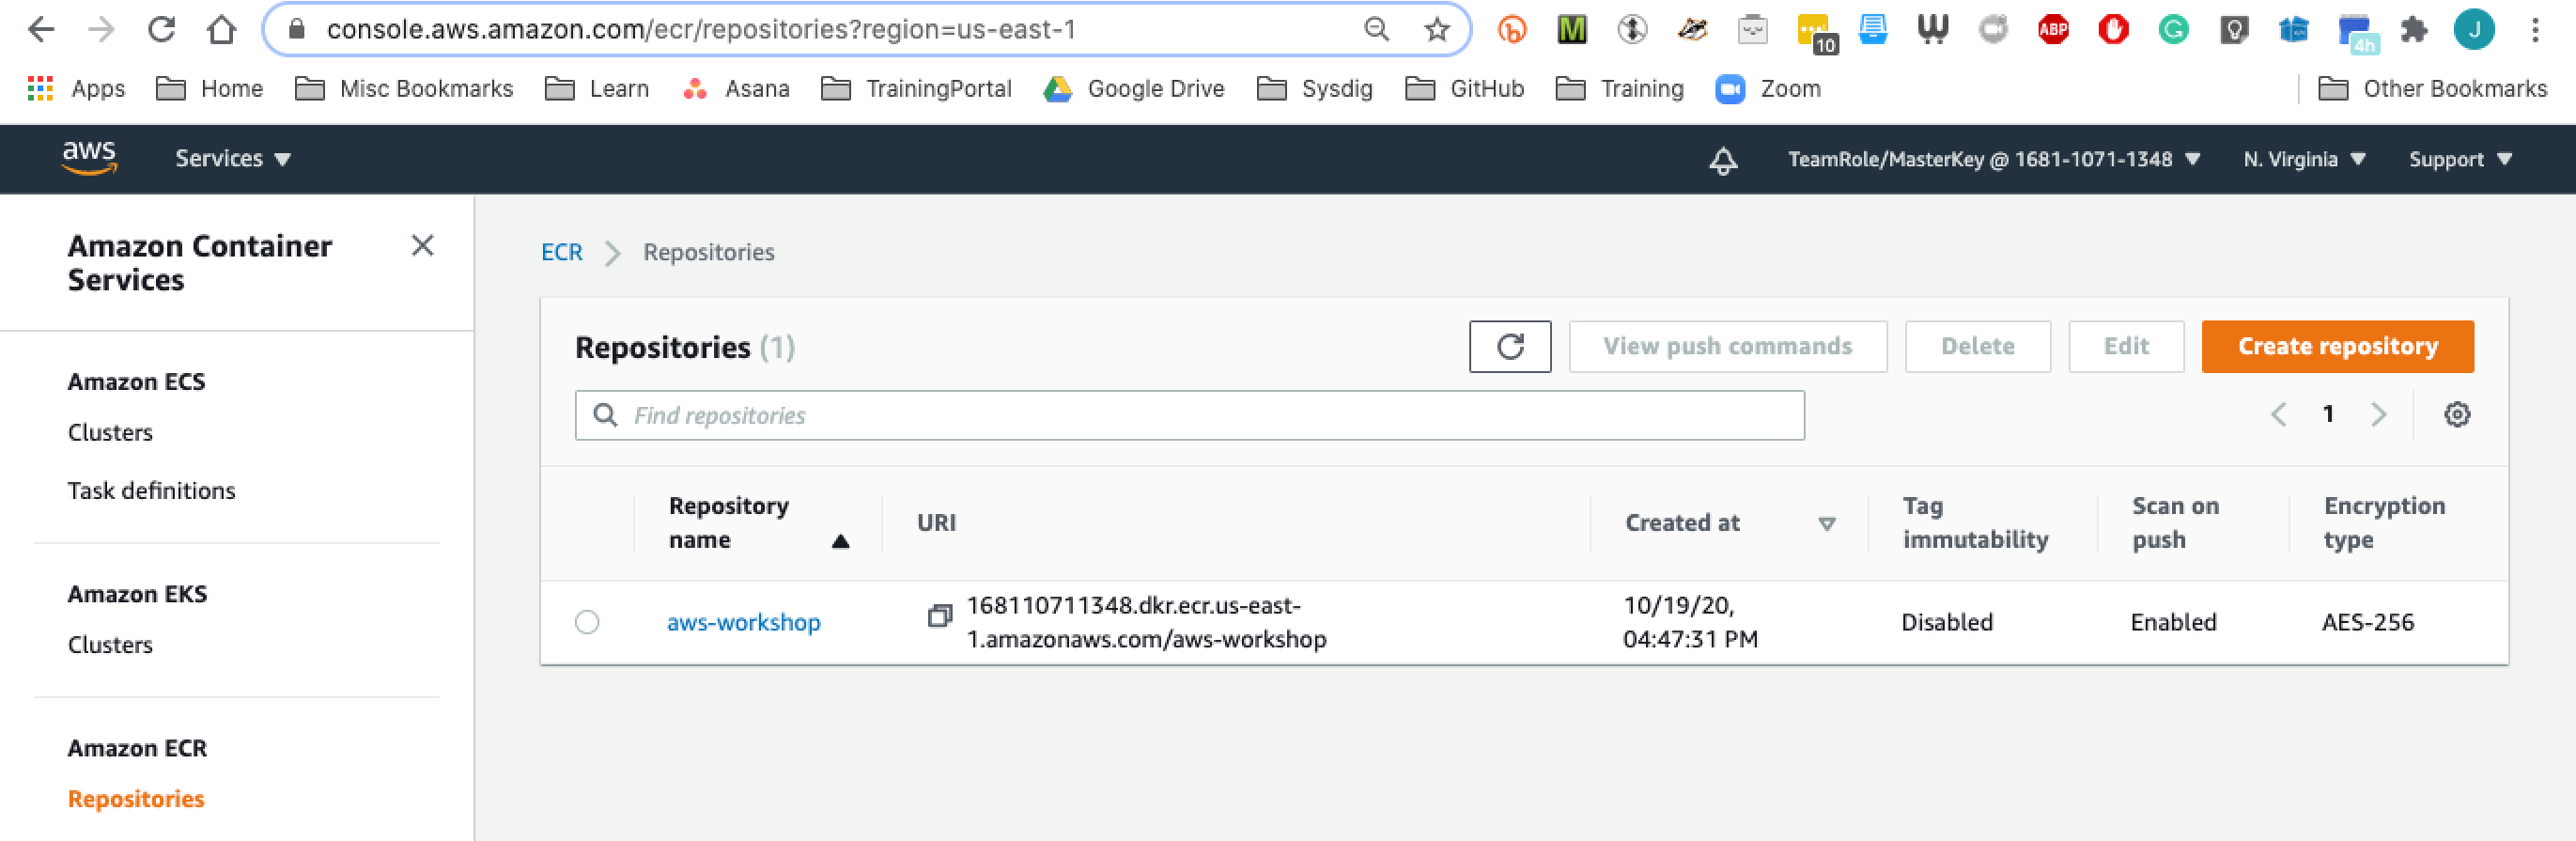 console.aws.amazon.com/ecr/repositories?region=us-east-1
ABP
10
4h
J
Apps Home Misc Bookmarks Learn Asana TrainingPortal Google Drive Sysdig GitHub Training Zoom Other Bookmarks
aws Services TeamRole/MasterKey @ 1681-1071-1348 N. Virginia Support
Amazon Container
Services
Amazon ECS
Clusters
Task definitions
Amazon EKS
Clusters
Amazon ECR
Repositories
ECR Repositories
Repositories (1) View push commands Delete Edit Create repository
Find repositories 1
Repository
name
URI
Created at
Tag
immutability
Scan on
push
Encryption
type
aws-workshop
168110711348.dkr.ecr.us-east-
1.amazonaws.com/aws-workshop
10/19/20,
04:47:31 PM
Disabled
Enabled
AES-256